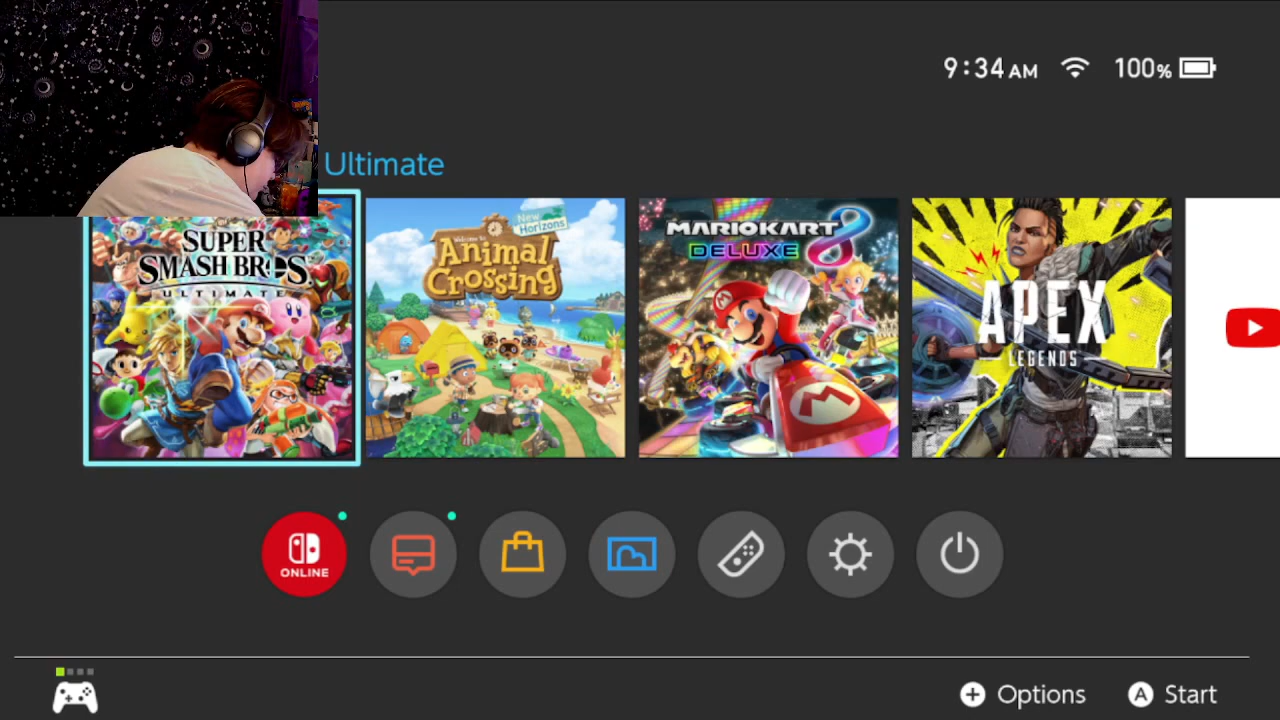 9:34 AM 100%
Ultimate
SUPER
SMASH BROS.
ULTIMATE
Welcome to
Animal
Crossing
New
Horizons
MARIOKART 8
DELUXE
APEX
LEGENDS
ONLINE
+ Options A Start